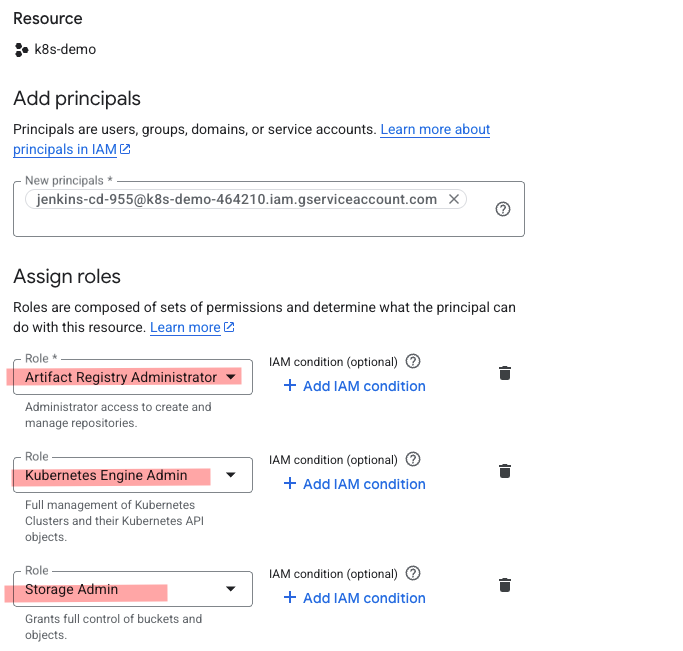 Resource
k8s-demo
Add principals
Principals are users, groups, domains, or service accounts. Learn more about
principals in IAM
New principals *
jenkins-cd-955@k8s-demo-464210.iam.gserviceaccount.com
Assign roles
Roles are composed of sets of permissions and determine what the principal can
do with this resource. Learn more
Role *
Artifact Registry Administrator
IAM condition (optional)
+ Add IAM condition
Administrator access to create and
manage repositories.
Role
Kubernetes Engine Admin
IAM condition (optional)
+ Add IAM condition
Full management of Kubernetes
Clusters and their Kubernetes API
objects.
Role
Storage Admin
IAM condition (optional)
+ Add IAM condition
Grants full control of buckets and
objects.